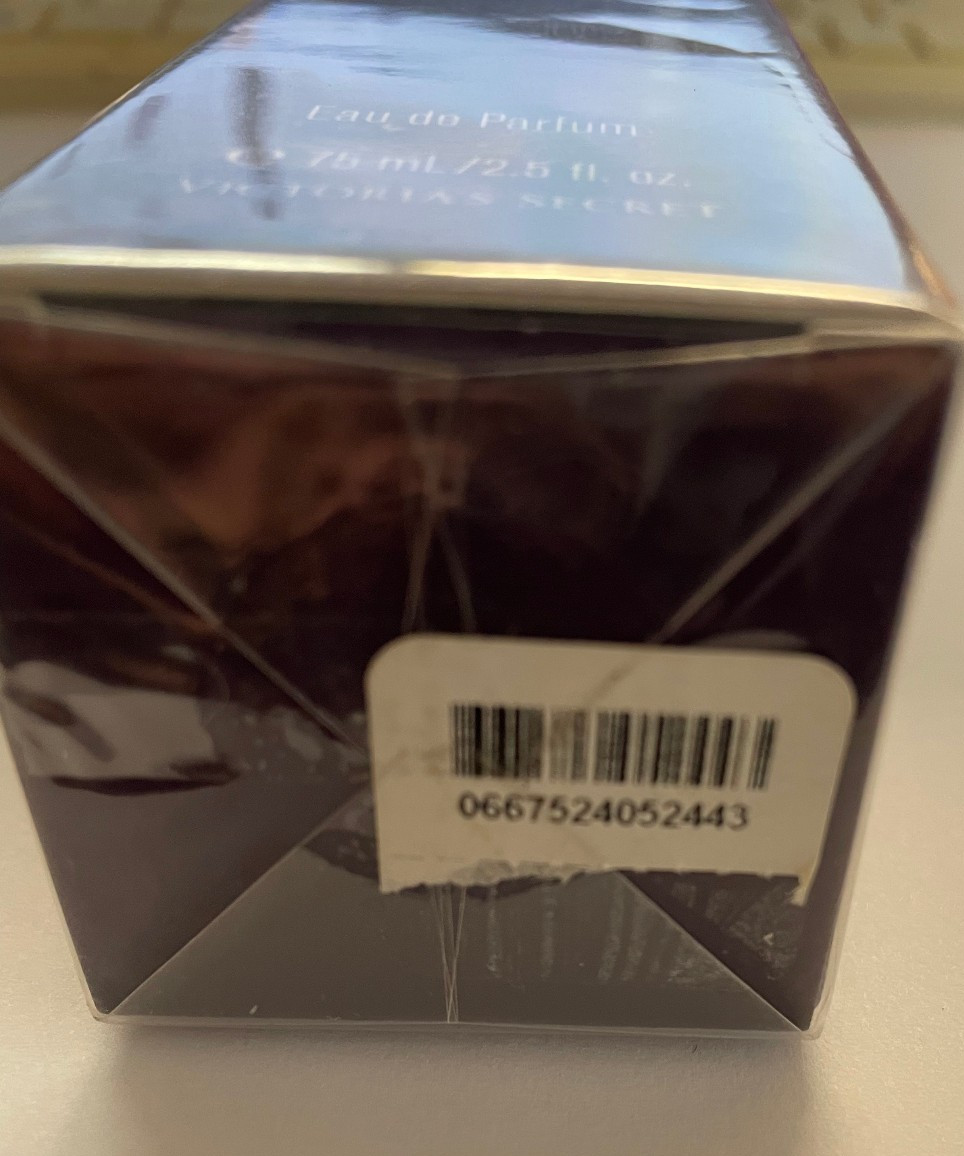 Eau de Parfum
℮ 75 mL/2.5 fl. oz.
VICTORIA'S SECRET
0667524052443